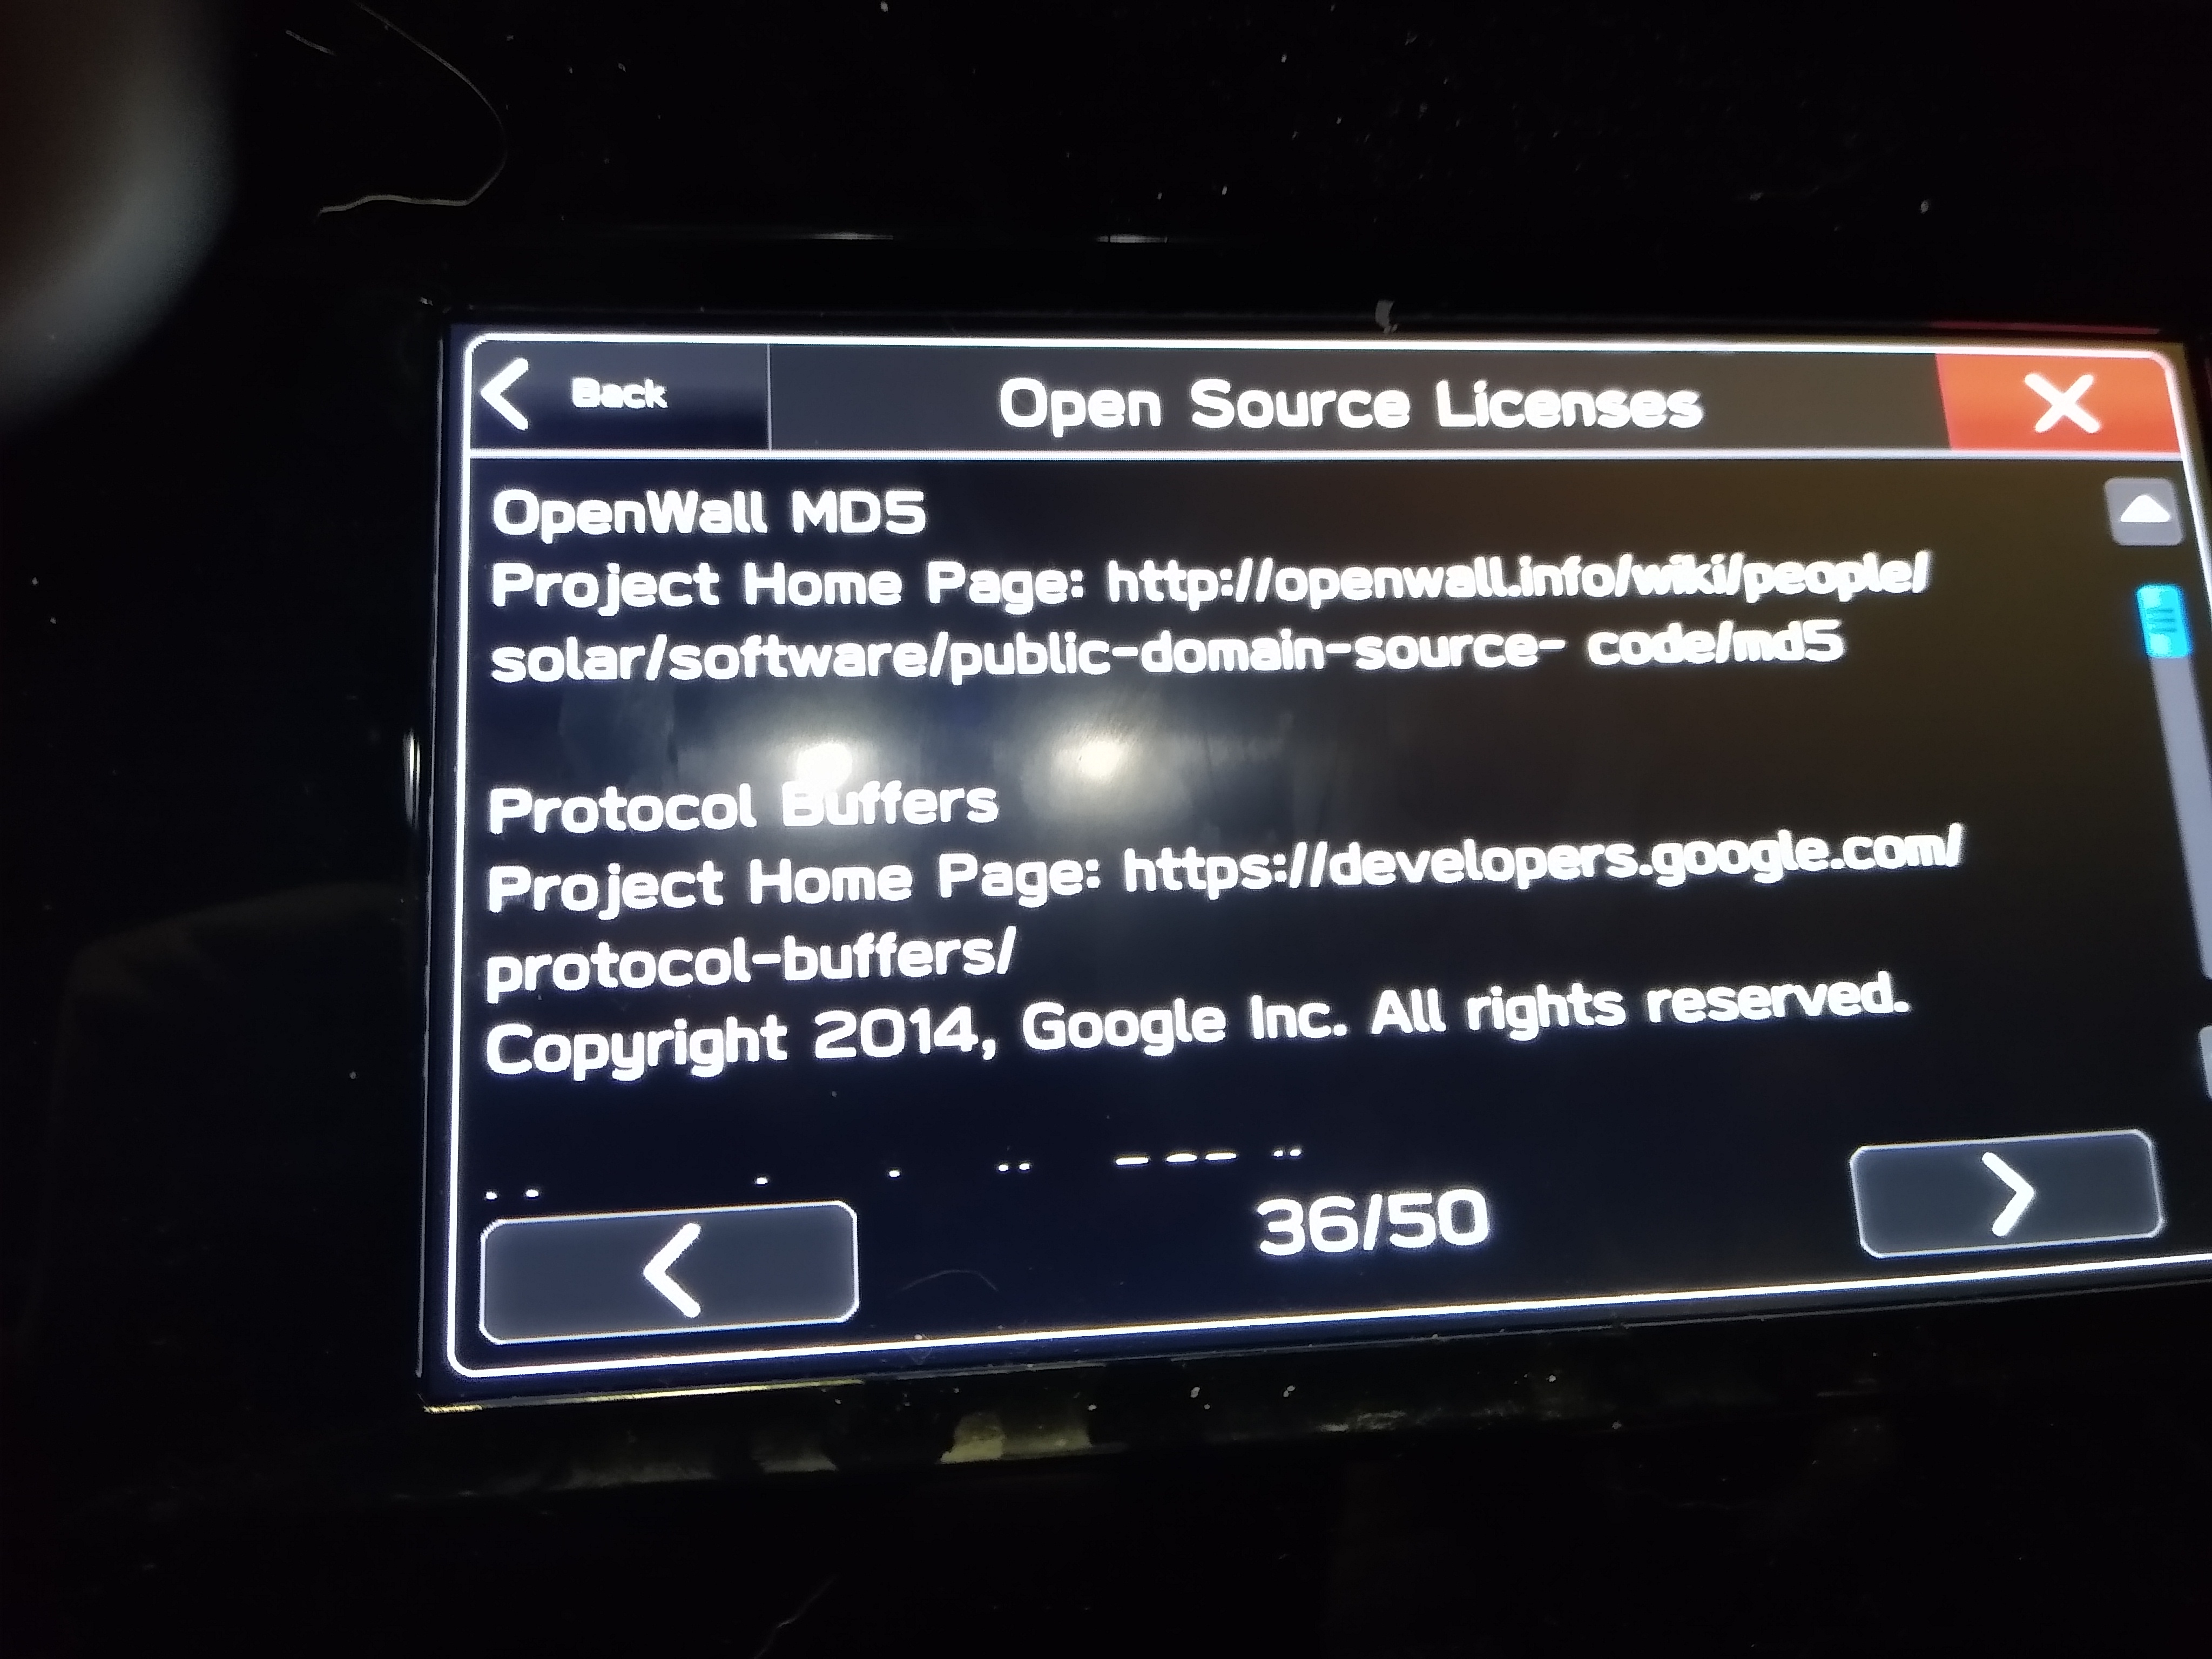 Back
Open Source Licenses
OpenWall MD5
Project Home Page: http://openwall.info/wiki/people/
solar/software/public-domain-source- code/md5
Protocol Buffers
Project Home Page: https://developers.google.com/
protocol-buffers/
Copyright 2014, Google Inc. All rights reserved.
36/50